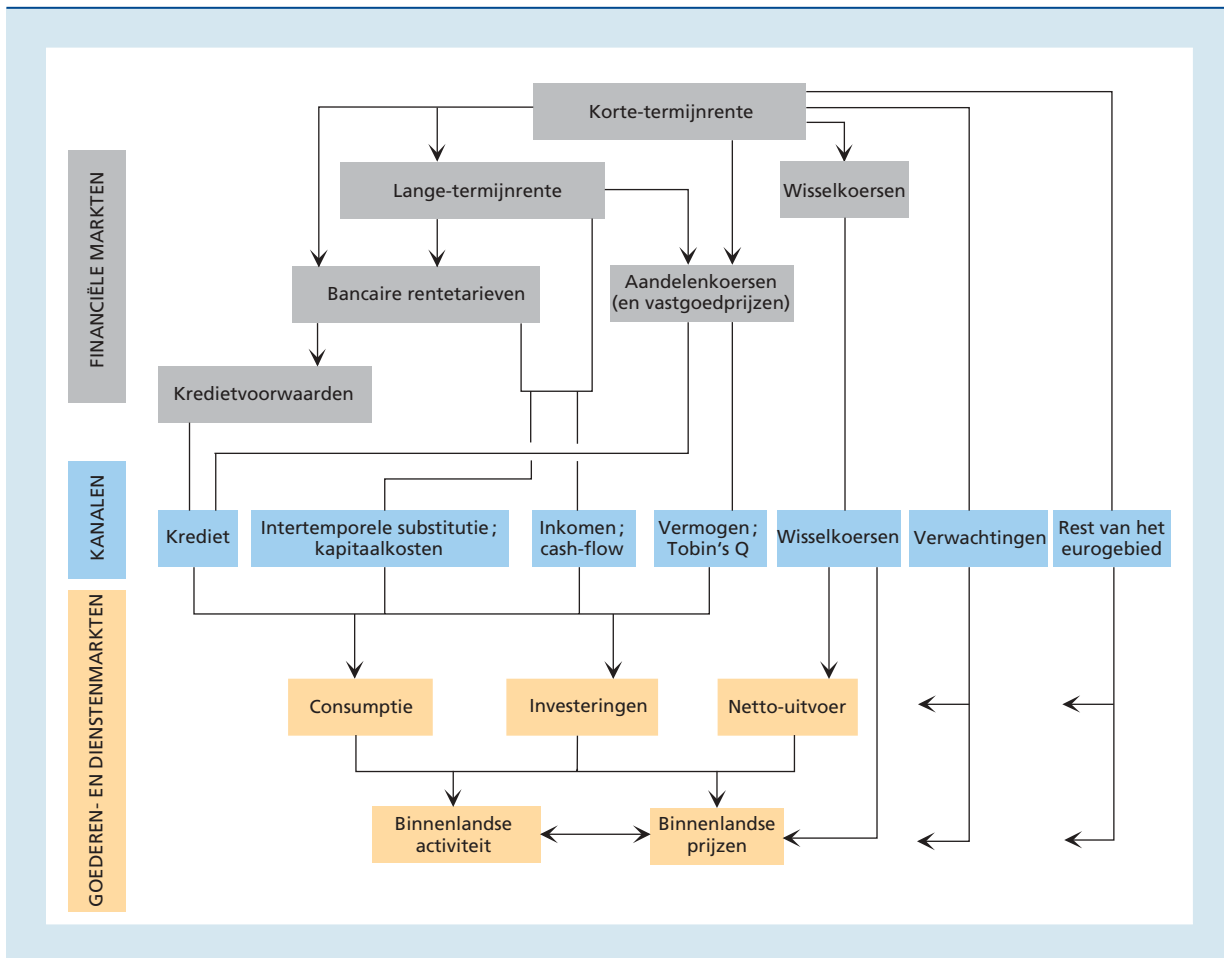 Korte-termijnrente
FINANCIËLE MARKTEN
Lange-termijnrente
Wisselkoersen
Bancaire rentetarieven
Aandelenkoersen
(en vastgoedprijzen)
Kredietvoorwaarden
KANALEN
Krediet
Intertemporele substitutie ;
kapitaalkosten
Inkomen ;
cash-flow
Vermogen ;
Tobin's Q
Wisselkoersen
Verwachtingen
Rest van het
eurogebied
GOEDEREN- EN DIENSTENMARKTEN
Consumptie
Investeringen
Netto-uitvoer
Binnenlandse
activiteit
Binnenlandse
prijzen